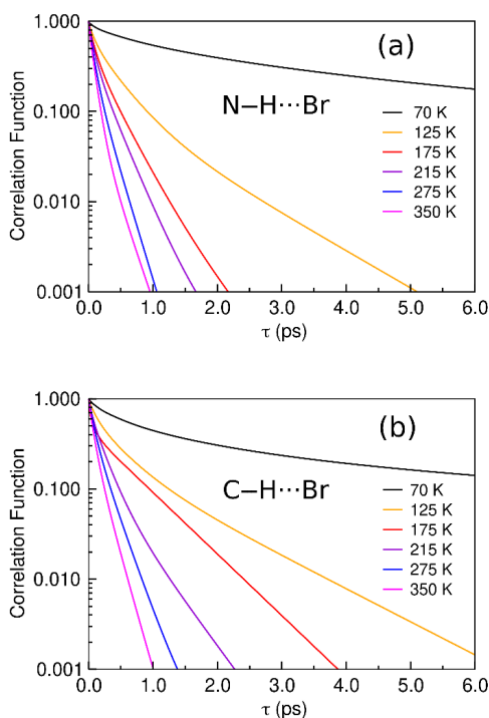 (a)
N–H···Br
70 K
125 K
175 K
215 K
275 K
350 K
Correlation Function
1.000
0.100
0.010
0.001
0.0 1.0 2.0 3.0 4.0 5.0 6.0
τ (ps)
(b)
C–H···Br
70 K
125 K
175 K
215 K
275 K
350 K
Correlation Function
1.000
0.100
0.010
0.001
0.0 1.0 2.0 3.0 4.0 5.0 6.0
τ (ps)